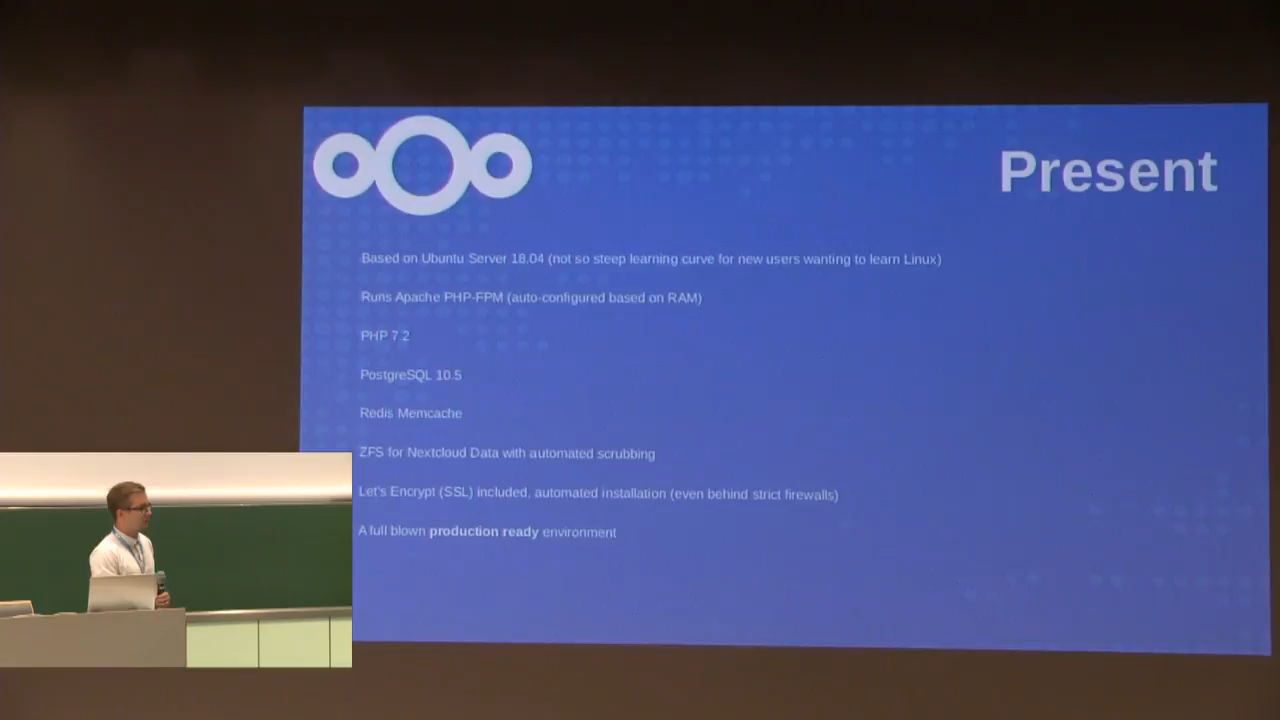 Present
Based on Ubuntu Server 18.04 (not so steep learning curve for new users wanting to learn Linux)
Runs Apache PHP-FPM (auto-configured based on RAM)
PHP 7.2
PostgreSQL 10.5
Redis Memcache
ZFS for Nextcloud Data with automated scrubbing
Let's Encrypt (SSL) included, automated installation (even behind strict firewalls)
A full blown production ready environment